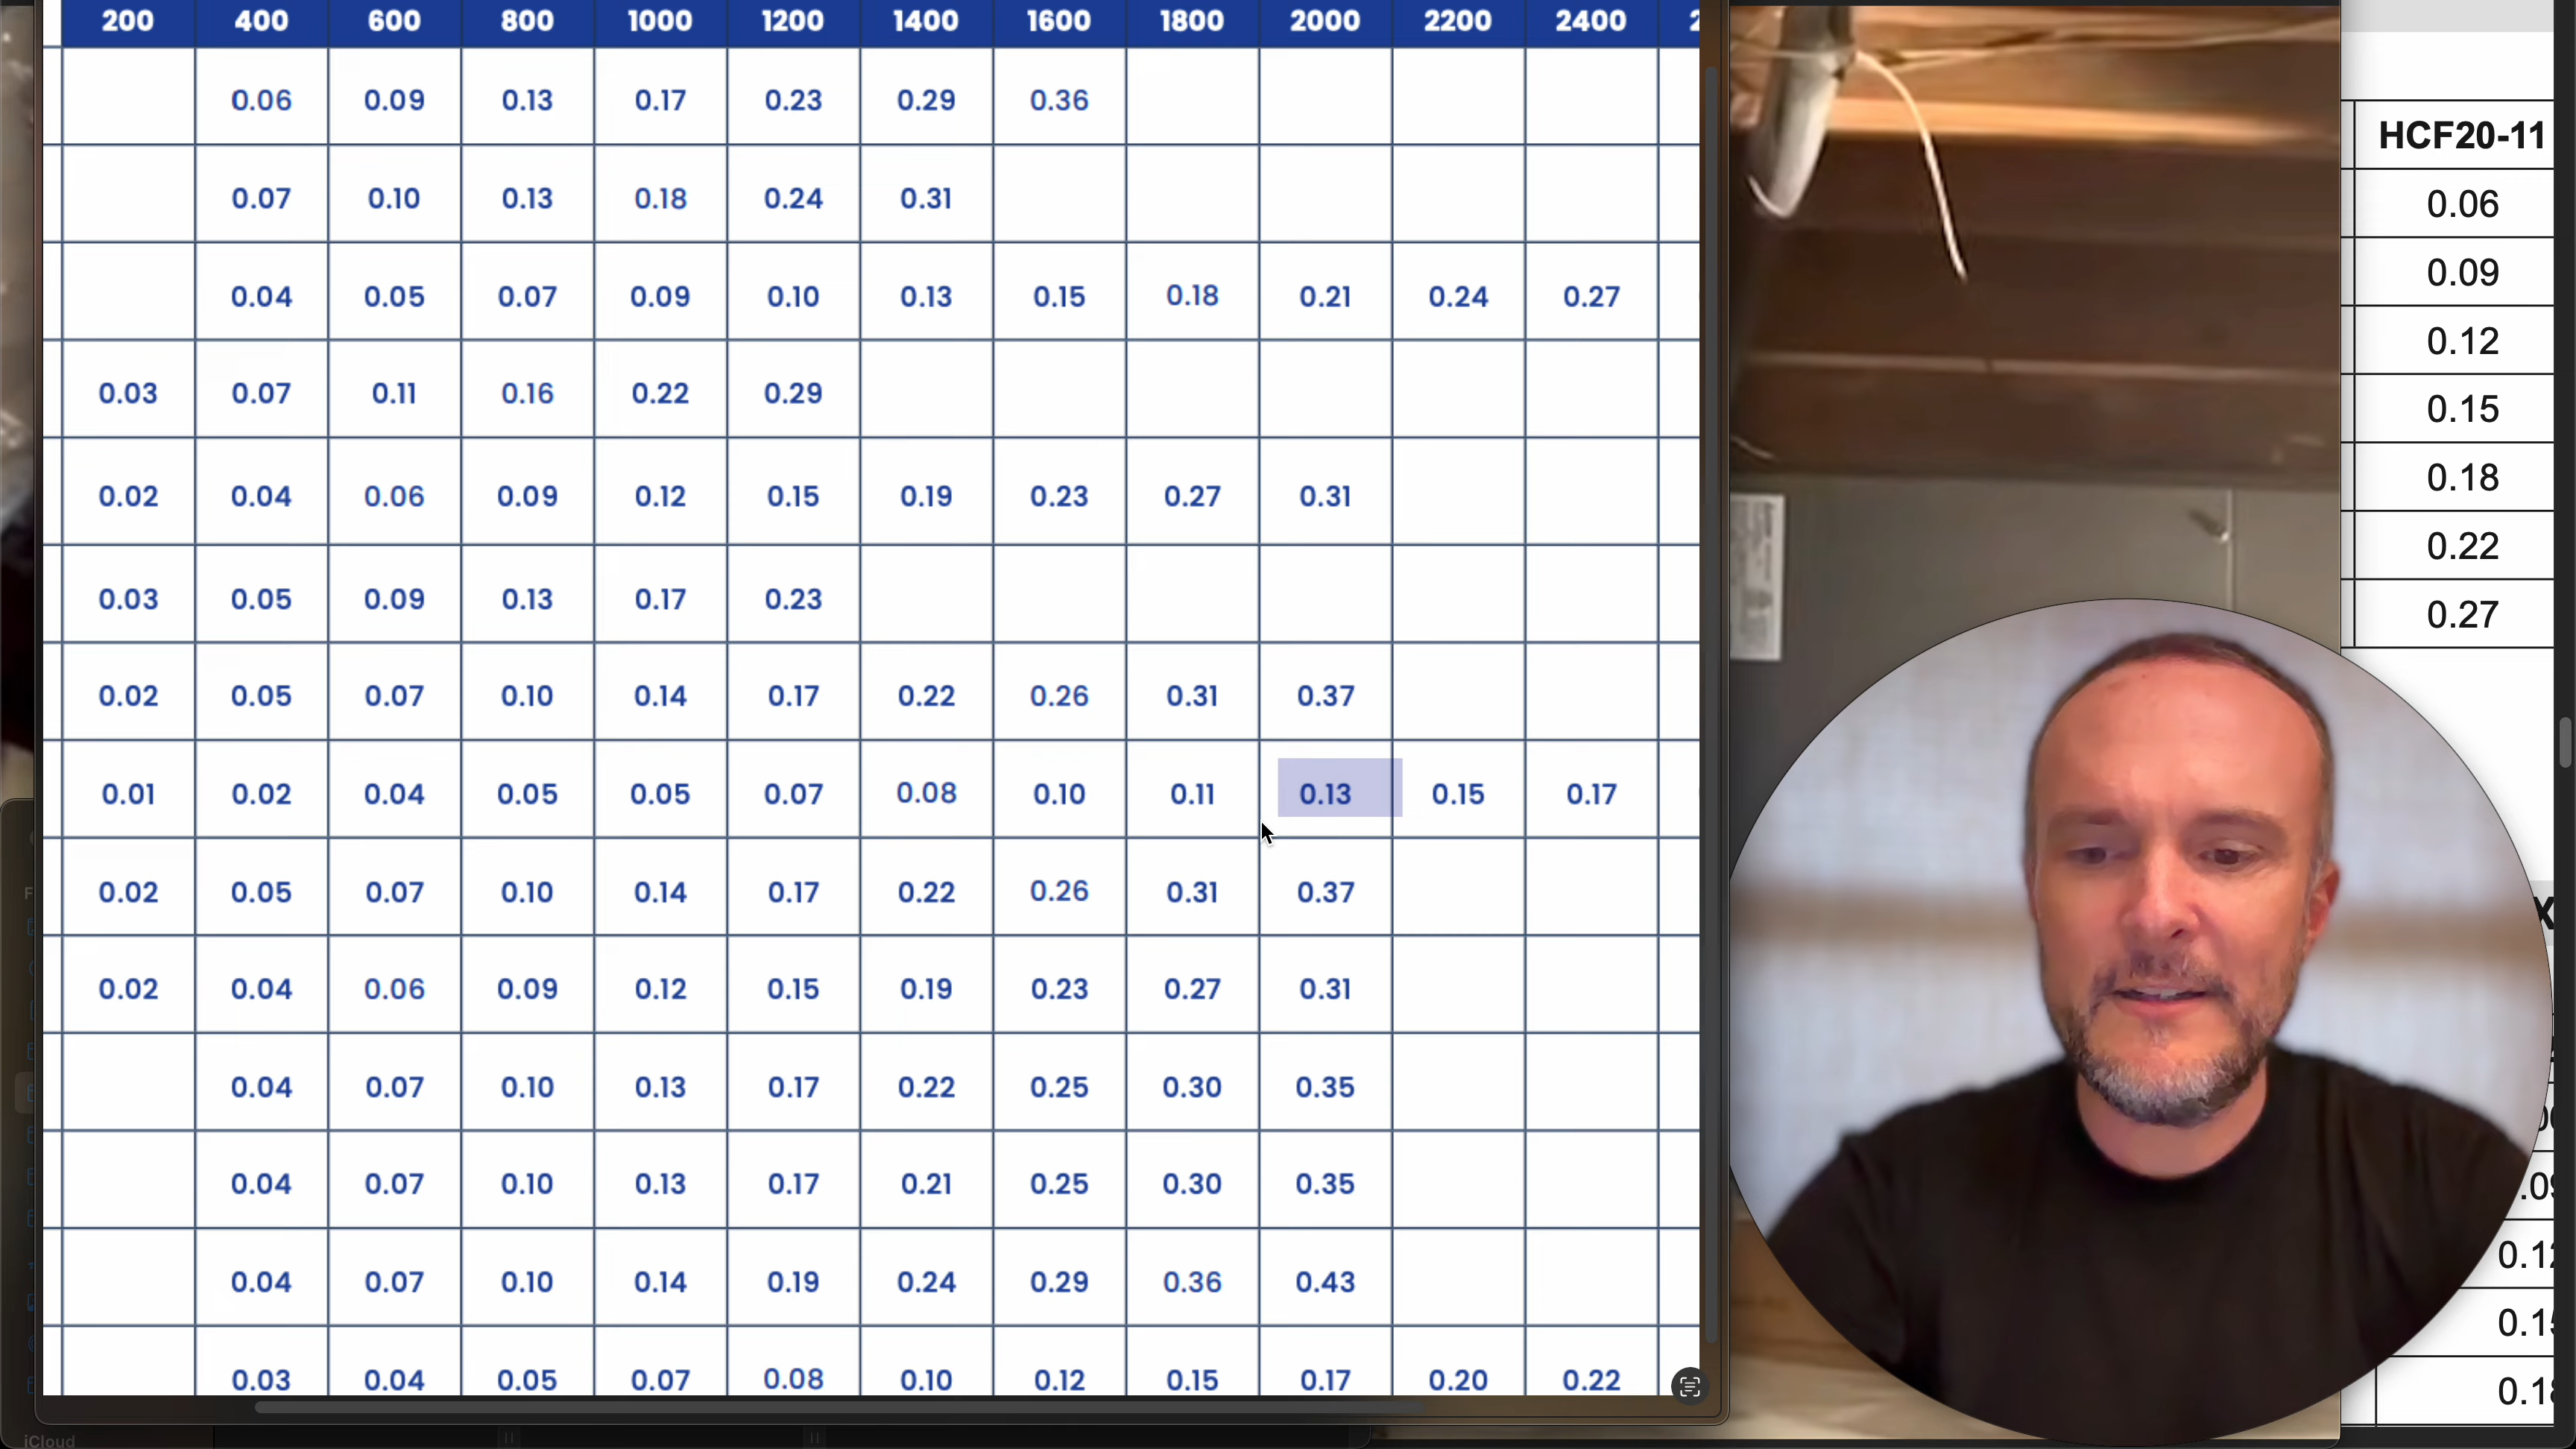 200 400 600 800 1000 1200 1400 1600 1800 2000 2200 2400
0.06 0.09 0.13 0.17 0.23 0.29 0.36
0.07 0.10 0.13 0.18 0.24 0.31
0.04 0.05 0.07 0.09 0.10 0.13 0.15 0.18 0.21 0.24 0.27
0.03 0.07 0.11 0.16 0.22 0.29
0.02 0.04 0.06 0.09 0.12 0.15 0.19 0.23 0.27 0.31
0.03 0.05 0.09 0.13 0.17 0.23
0.02 0.05 0.07 0.10 0.14 0.17 0.22 0.26 0.31 0.37
0.01 0.02 0.04 0.05 0.05 0.07 0.08 0.10 0.11 0.13 0.15 0.17
0.02 0.05 0.07 0.10 0.14 0.17 0.22 0.26 0.31 0.37
0.02 0.04 0.06 0.09 0.12 0.15 0.19 0.23 0.27 0.31
0.04 0.07 0.10 0.13 0.17 0.22 0.25 0.30 0.35
0.04 0.07 0.10 0.13 0.17 0.21 0.25 0.30 0.35
0.04 0.07 0.10 0.14 0.19 0.24 0.29 0.36 0.43
0.03 0.04 0.05 0.07 0.08 0.10 0.12 0.15 0.17 0.20 0.22
iCloud
HCF20-11
0.06
0.09
0.12
0.15
0.18
0.22
0.27